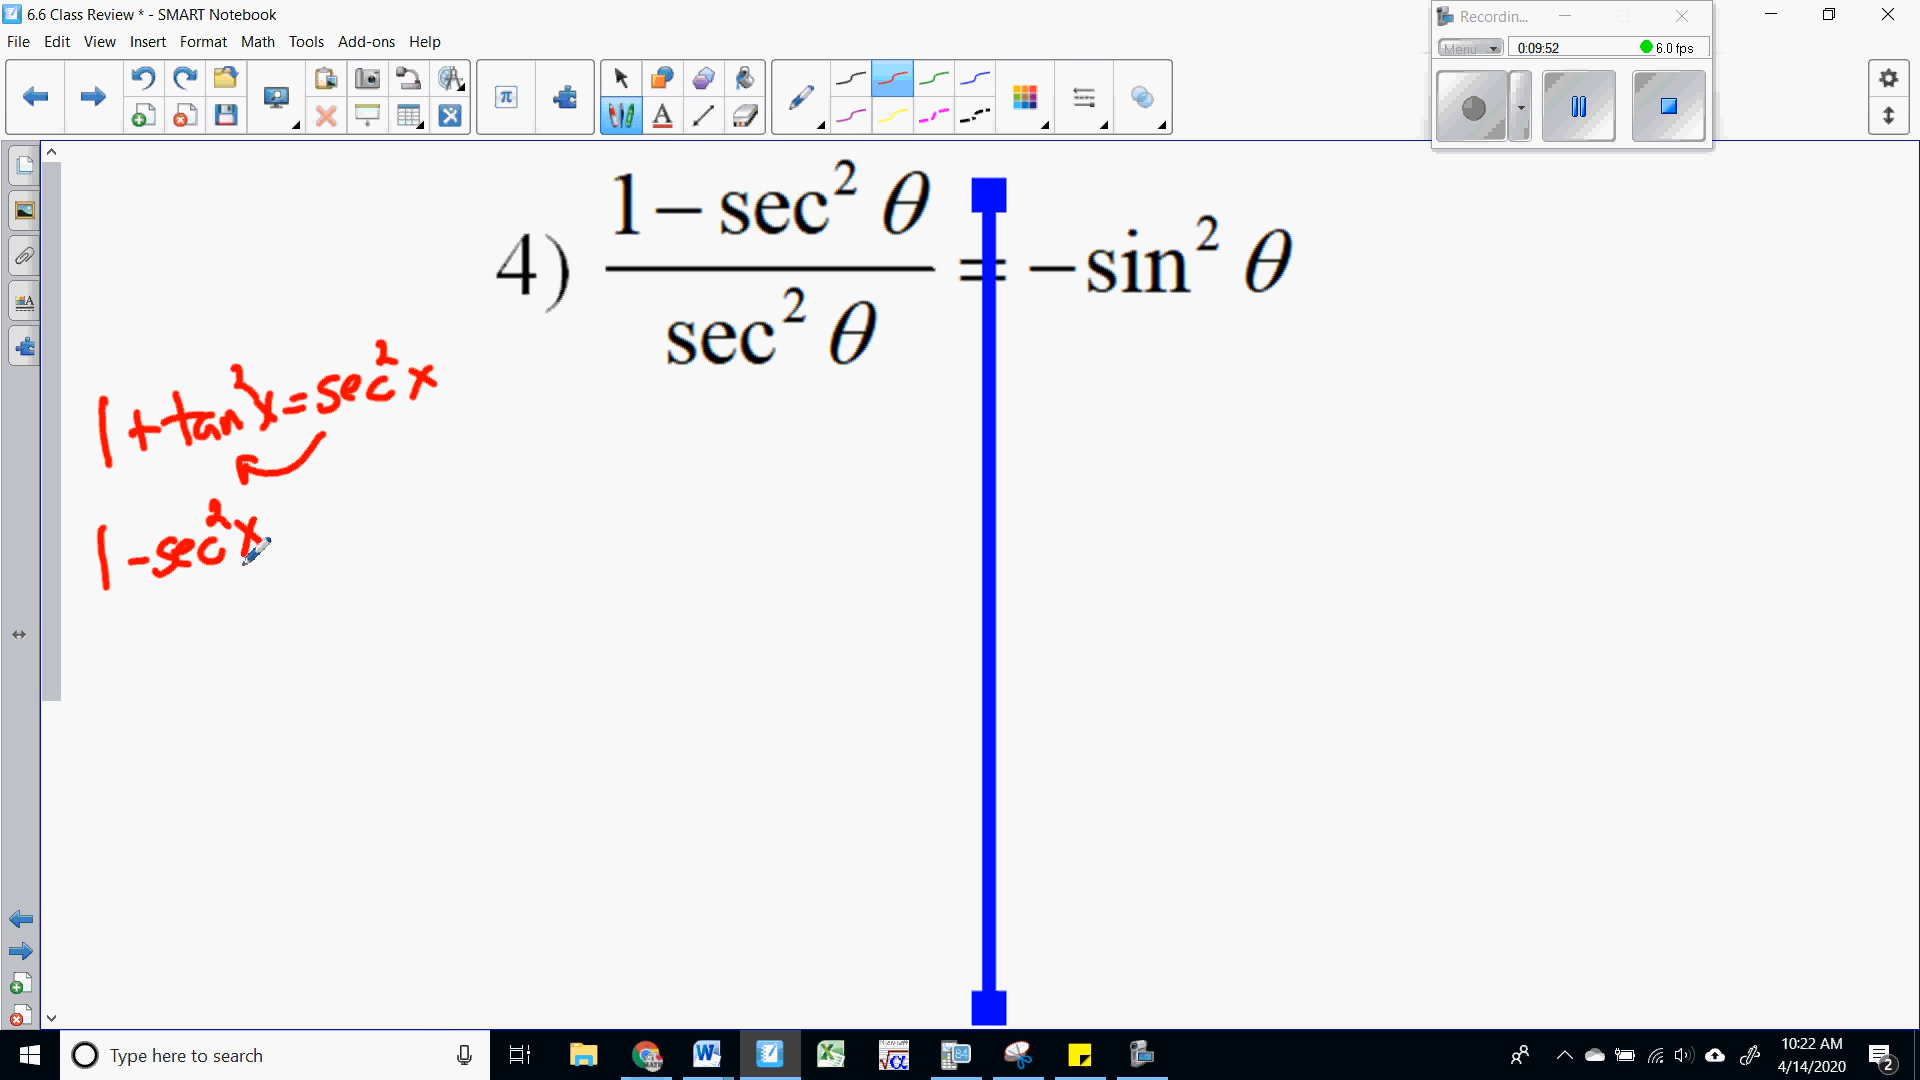 6.6 Class Review * - SMART Notebook
Recordin...
File Edit View Insert Format Math Tools Add-ons Help
Menu 0:09:52 6.0 fps
π
A
4) \frac{1 - sec² θ}{sec² θ} = -sin² θ
1 + tan²x = sec²x
1 - sec²x
Type here to search
10:22 AM
4/14/2020
2